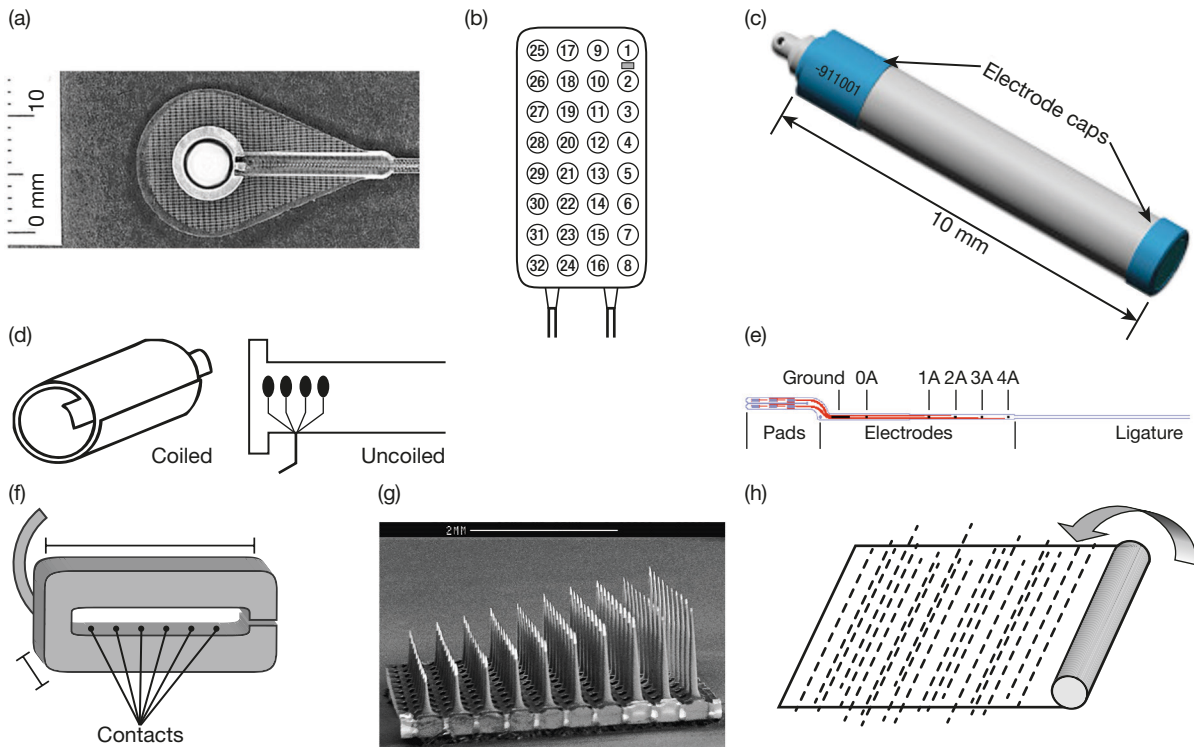 (a)
10
0 mm
(b)
25 17 9 1
26 18 10 2
27 19 11 3
28 20 12 4
29 21 13 5
30 22 14 6
31 23 15 7
32 24 16 8
(c)
-911001
Electrode caps
10 mm
(d)
Coiled
Uncoiled
(e)
Ground 0A 1A 2A 3A 4A
Pads Electrodes Ligature
(f)
Contacts
(g)
2MM
(h)